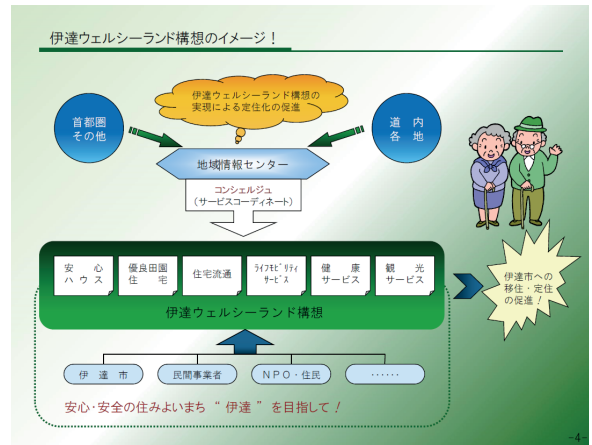 伊達ウェルシーランド構想のイメージ！
伊達ウェルシーランド構想の
実現による定住化の促進
首都圏
その他
道内
各地
地域情報センター
コンシェルジュ
（サービスコーディネート）
安心
ハウス
優良田園
住宅
住宅流通
ﾗｲﾌﾓﾋﾞﾘﾃｨ
ｻｰﾋﾞｽ
健康
サービス
観光
サービス
伊達ウェルシーランド構想
伊達市への
移住・定住
の促進！
伊達市
民間事業者
ＮＰＯ・住民
……
安心・安全の住みよいまち “ 伊達 ” を目指して！
-4-